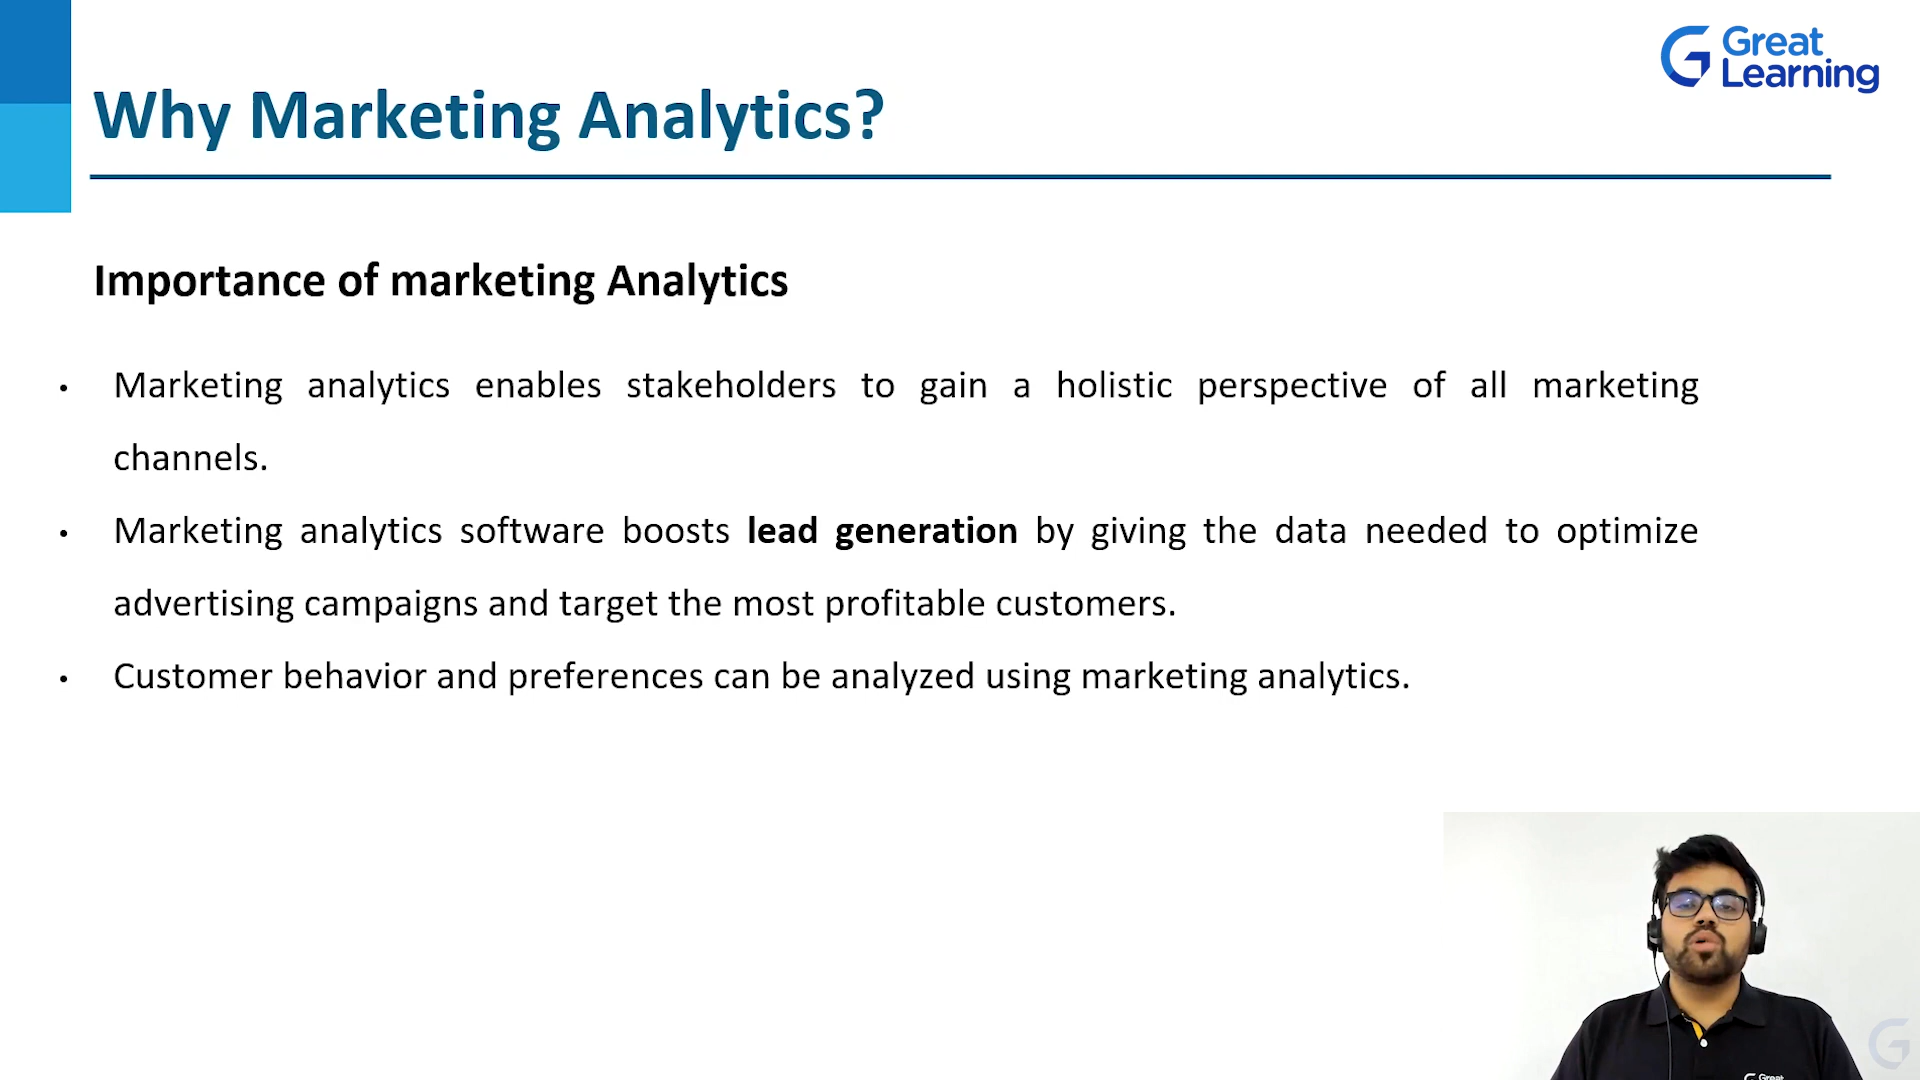 Great
Learning
Why Marketing Analytics?
Importance of marketing Analytics
• Marketing analytics enables stakeholders to gain a holistic perspective of all marketing
channels.
• Marketing analytics software boosts lead generation by giving the data needed to optimize
advertising campaigns and target the most profitable customers.
• Customer behavior and preferences can be analyzed using marketing analytics.
Great